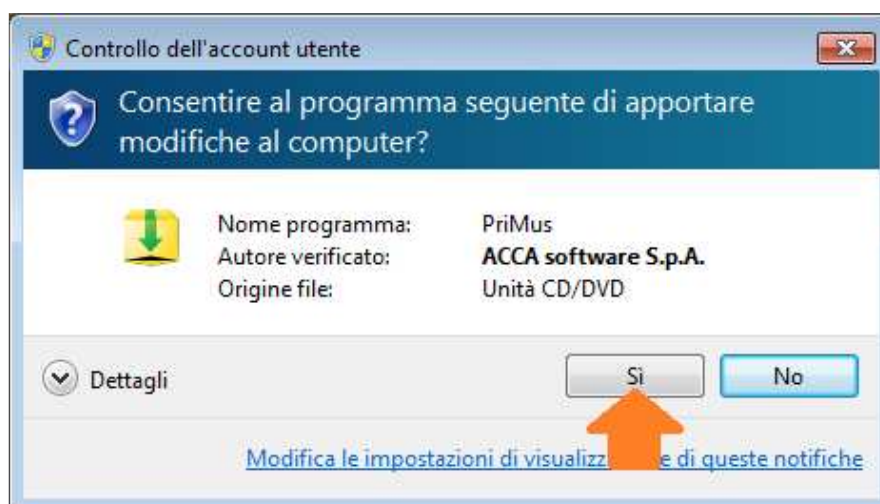 Controllo dell'account utente
Consentire al programma seguente di apportare
modifiche al computer?
Nome programma: PriMus
Autore verificato: ACCA software S.p.A.
Origine file: Unità CD/DVD
Dettagli Sì No
Modifica le impostazioni di di queste notifiche